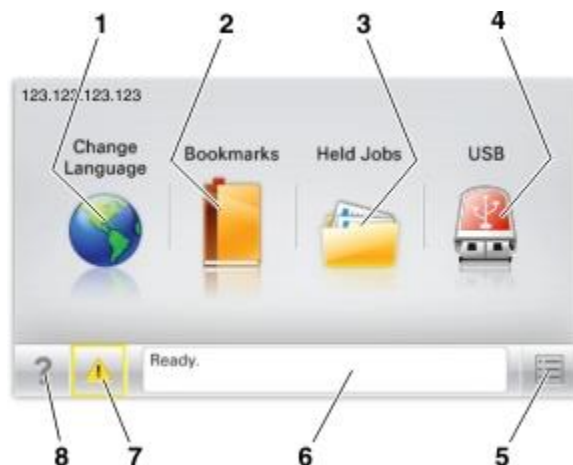 1 2 3 4
123.123.123.123
Change
Language
Bookmarks
Held Jobs
USB
?
Ready.
8 7 6 5